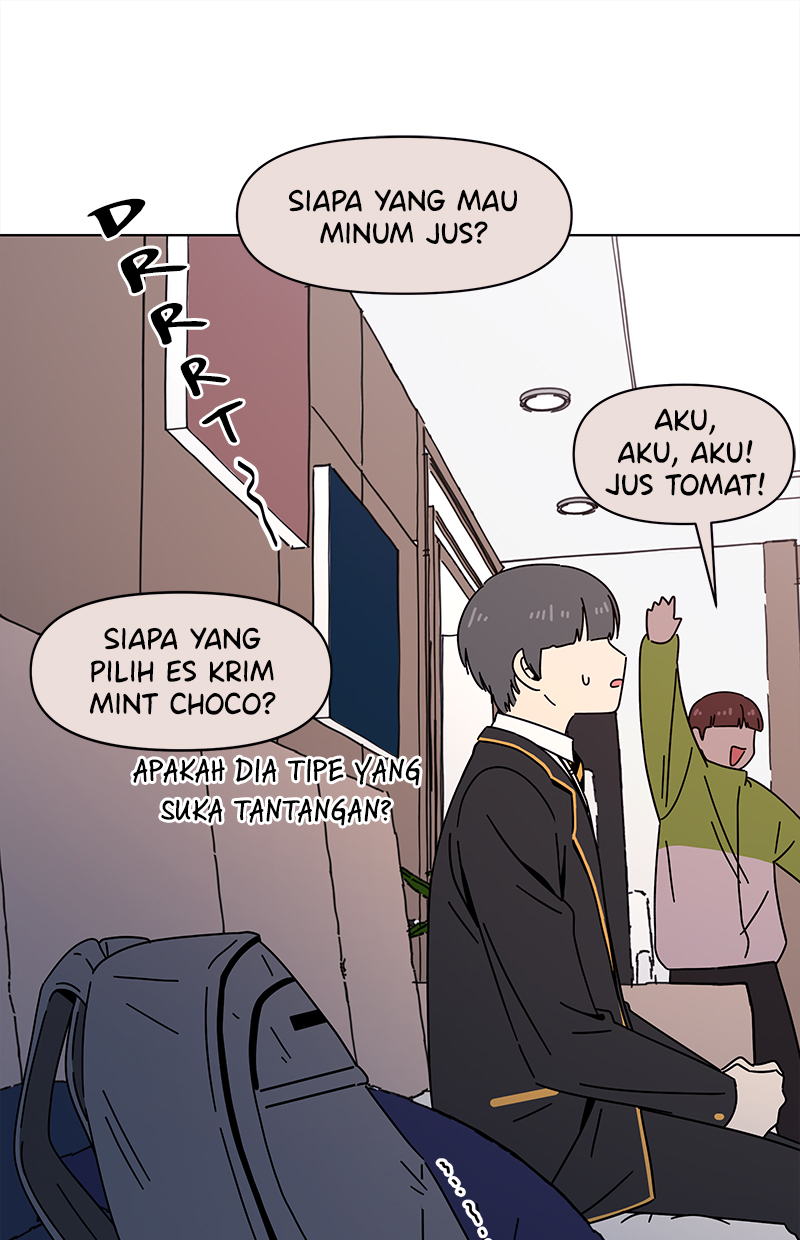 SIAPA YANG MAU
MINUM JUS?
DRRRT
AKU,
AKU, AKU!
JUS TOMAT!
SIAPA YANG
PILIH ES KRIM
MINT CHOCO?
APAKAH DIA TIPE YANG
SUKA TANTANGAN?